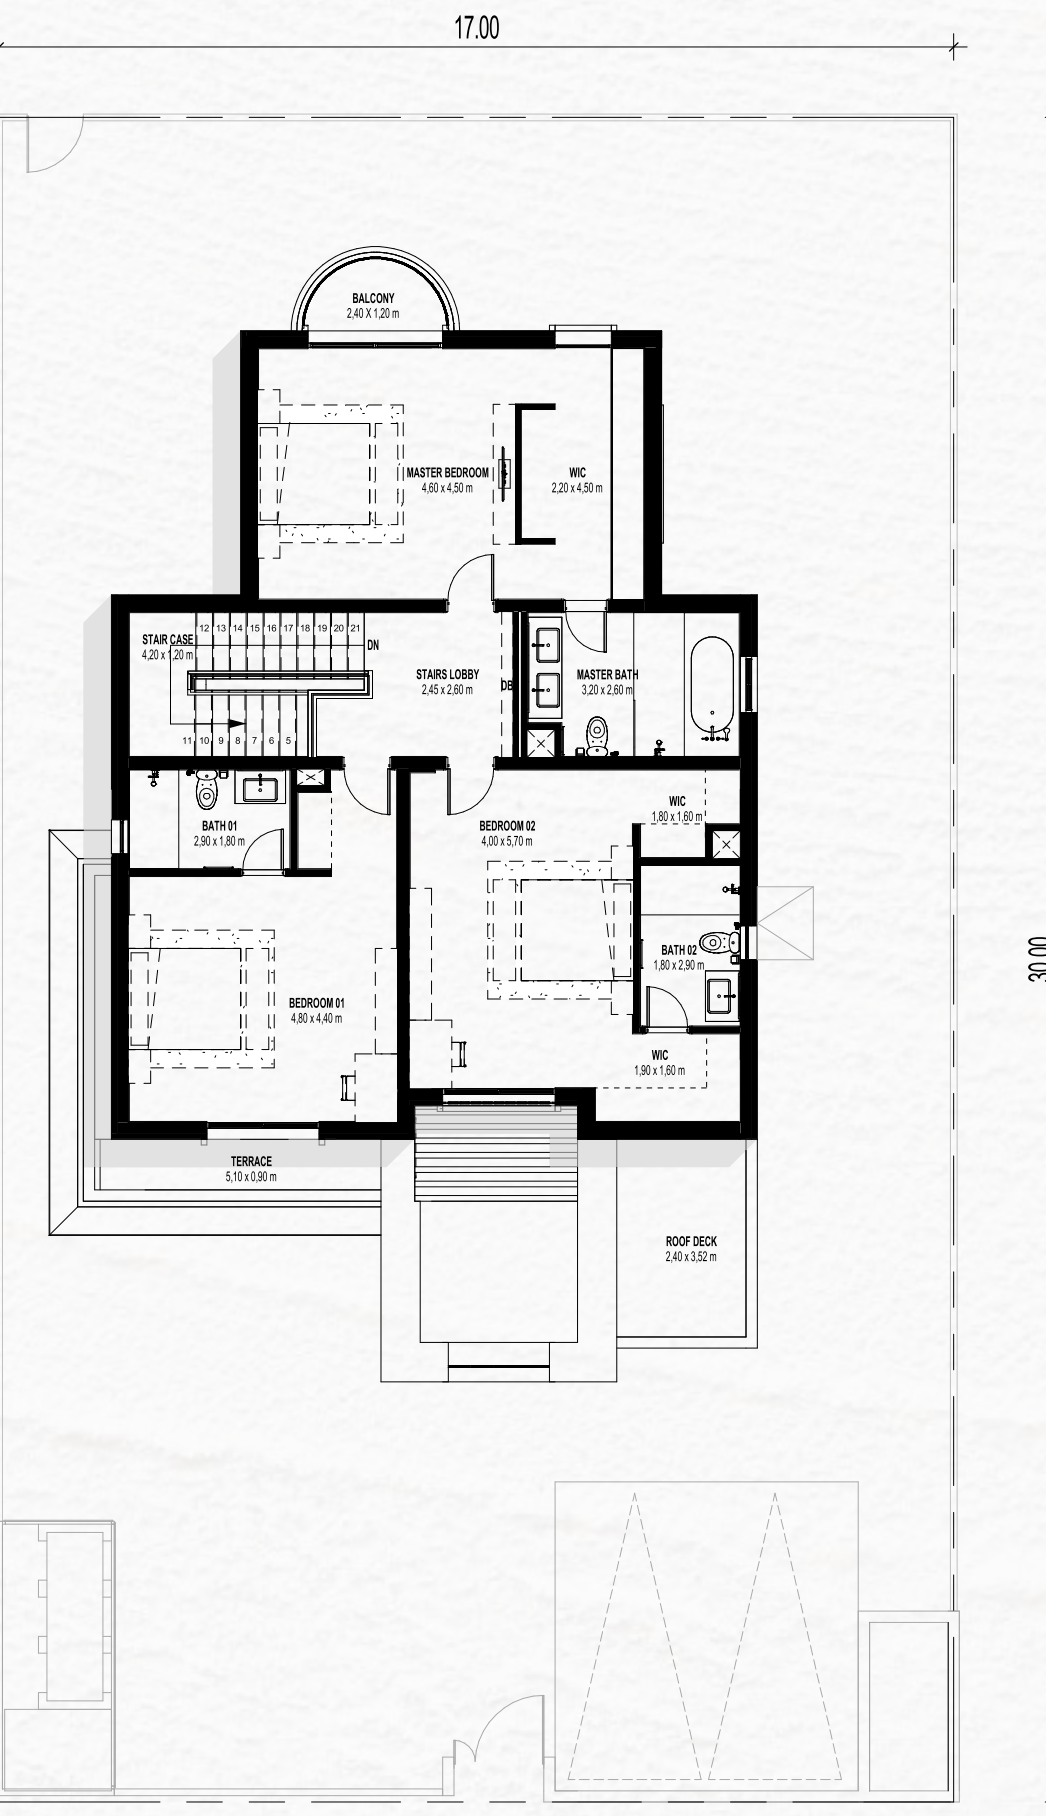 17.00
BALCONY
2,40 X 1,20 m
MASTER BEDROOM
4,60 x 4,50 m
WIC
2,20 x 4,50 m
12 13 14 15 16 17 18 19 20 21
STAIR CASE
4,20 x 1,20 m
DN
STAIRS LOBBY
2,45 x 2,60 m
DB
MASTER BATH
3,20 x 2,60 m
11 10 9 8 7 6 5
BATH 01
2,90 x 1,80 m
BEDROOM 02
4,00 x 5,70 m
WIC
1,80 x 1,60 m
BATH 02
1,80 x 2,90 m
30.00
BEDROOM 01
4,80 x 4,40 m
WIC
1,90 x 1,60 m
TERRACE
5,10 x 0,90 m
ROOF DECK
2,40 x 3,52 m